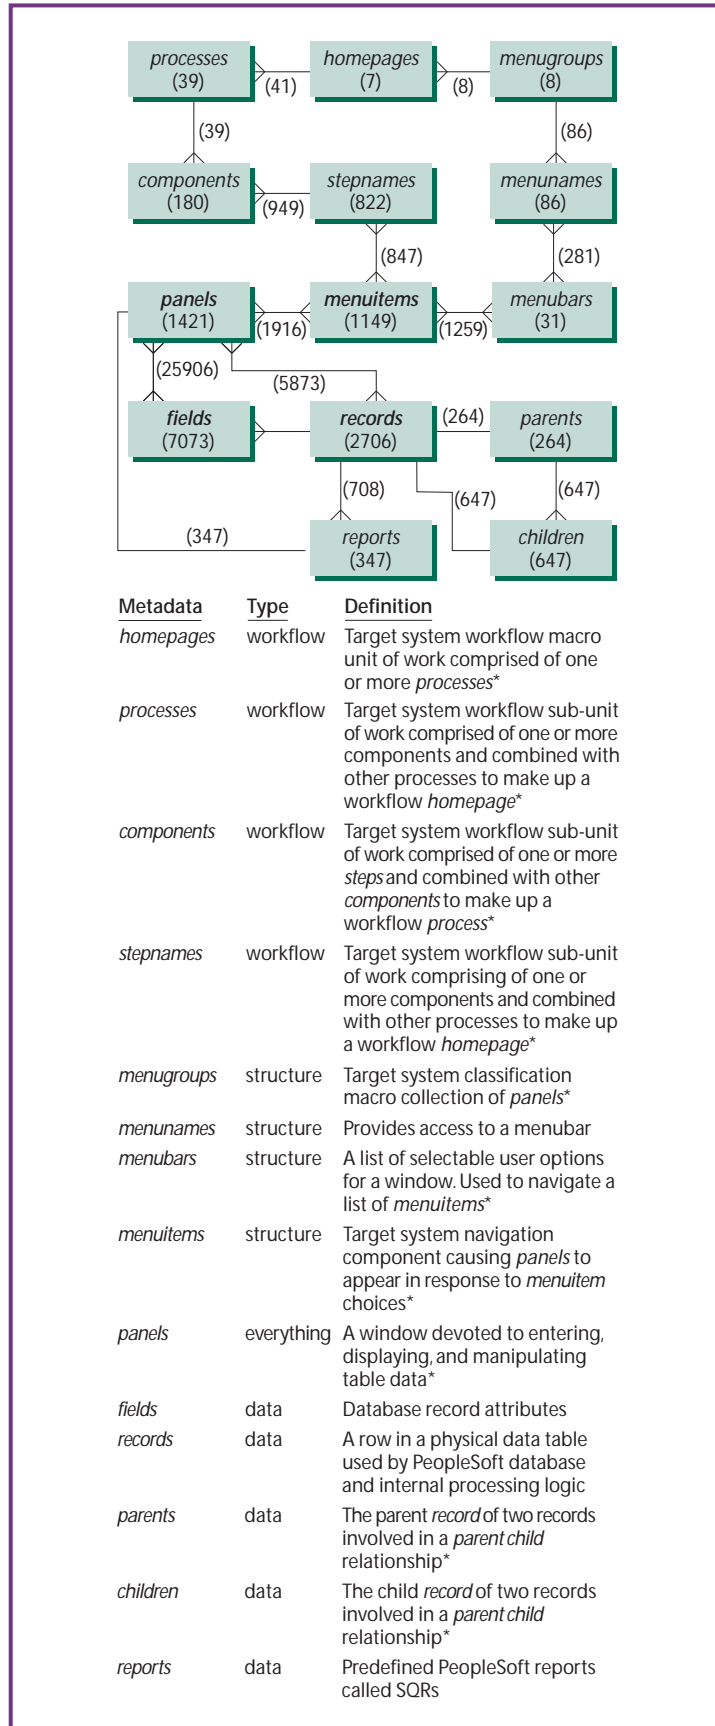 processes
(39)
homepages
(7)
menugroups
(8)
(41)
(8)
(39)
(86)
components
(180)
stepnames
(822)
menunames
(86)
(949)
(847)
(281)
panels
(1421)
menuitems
(1149)
menubars
(31)
(1916)
(1259)
(25906)
(5873)
fields
(7073)
records
(2706)
(264)
parents
(264)
(708)
(647)
(647)
(347)
reports
(347)
children
(647)
Metadata Type Definition
homepages workflow Target system workflow macro
unit of work comprised of one
or more processes*
processes workflow Target system workflow sub-unit
of work comprised of one or more
components and combined with
other processes to make up a
workflow homepage*
components workflow Target system workflow sub-unit
of work comprised of one or more
steps and combined with other
components to make up a
workflow process*
stepnames workflow Target system workflow sub-unit
of work comprising of one or
more components and combined
with other processes to make up
a workflow homepage*
menugroups structure Target system classification
macro collection of panels*
menunames structure Provides access to a menubar
menubars structure A list of selectable user options
for a window. Used to navigate a
list of menuitems*
menuitems structure Target system navigation
component causing panels to
appear in response to menuitem
choices*
panels everything A window devoted to entering,
displaying, and manipulating
table data*
fields data Database record attributes
records data A row in a physical data table
used by PeopleSoft database
and internal processing logic
parents data The parent record of two records
involved in a parent child
relationship*
children data The child record of two records
involved in a parent child
relationship*
reports data Predefined PeopleSoft reports
called SQRs